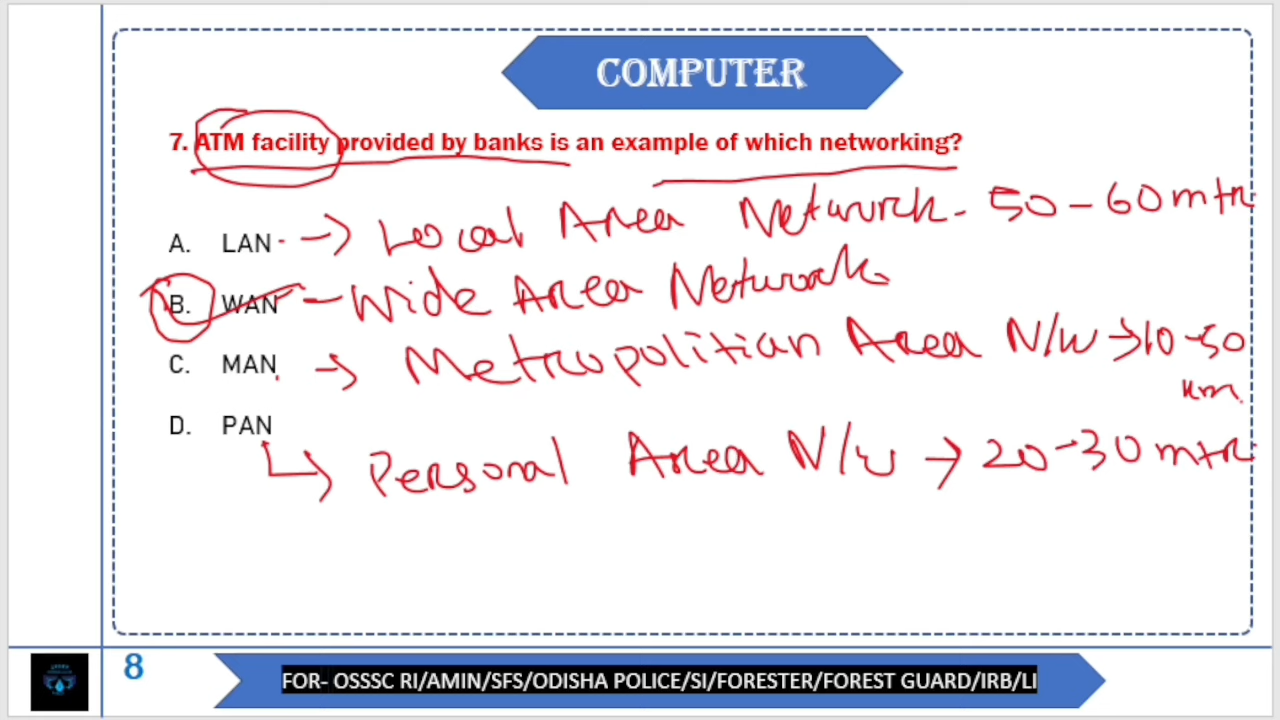 COMPUTER
7. ATM facility provided by banks is an example of which networking?
A. LAN → Local Area Network - 50-60 mtr
B. WAN - Wide Area Network
C. MAN → Metropolitian Area N/W → 10-50
km.
D. PAN
↳ Personal Area N/W → 20-30 mtr
8
FOR- OSSSC RI/AMIN/SFS/ODISHA POLICE/SI/FORESTER/FOREST GUARD/IRB/LI